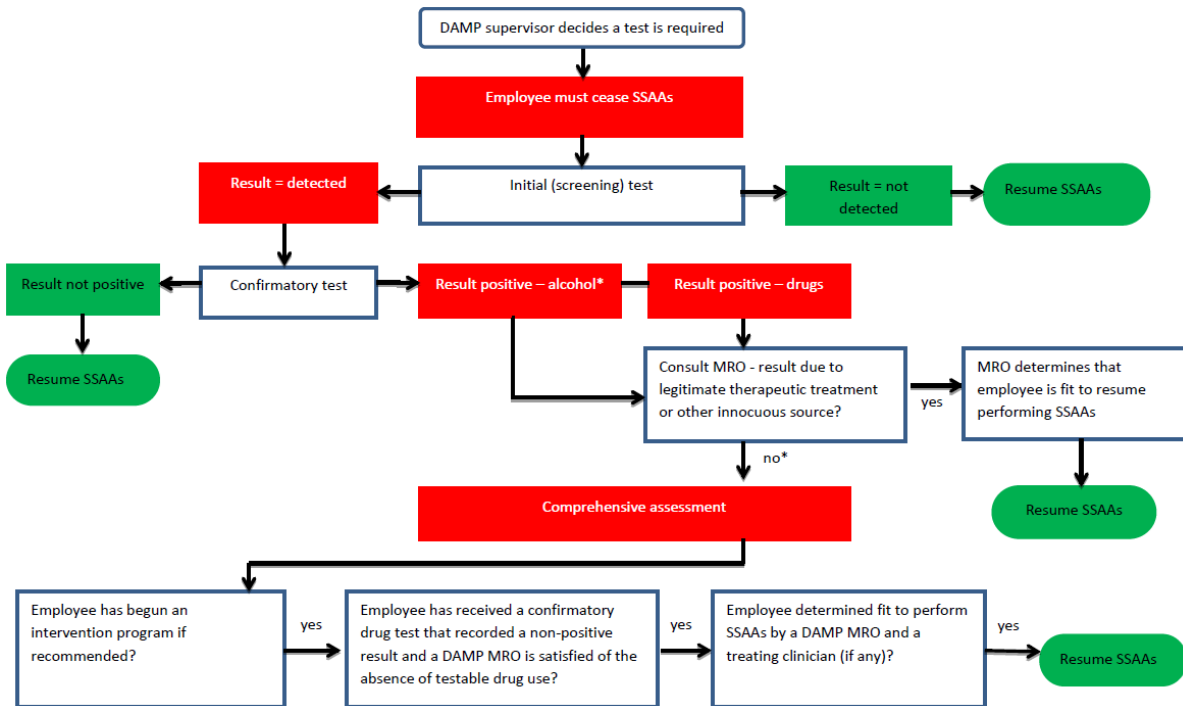 DAMP supervisor decides a test is required
Employee must cease SSAAs
Result = detected
Initial (screening) test
Result = not
detected
Resume SSAAs
Result not positive
Confirmatory test
Result positive – alcohol*
Result positive – drugs
Resume SSAAs
Consult MRO - result due to
legitimate therapeutic treatment
or other innocuous source?
yes
MRO determines that
employee is fit to resume
performing SSAAs
no*
Resume SSAAs
Comprehensive assessment
Employee has begun an
intervention program if
recommended?
yes
Employee has received a confirmatory
drug test that recorded a non-positive
result and a DAMP MRO is satisfied of the
absence of testable drug use?
yes
Employee determined fit to perform
SSAAs by a DAMP MRO and a
treating clinician (if any)?
yes
Resume SSAAs